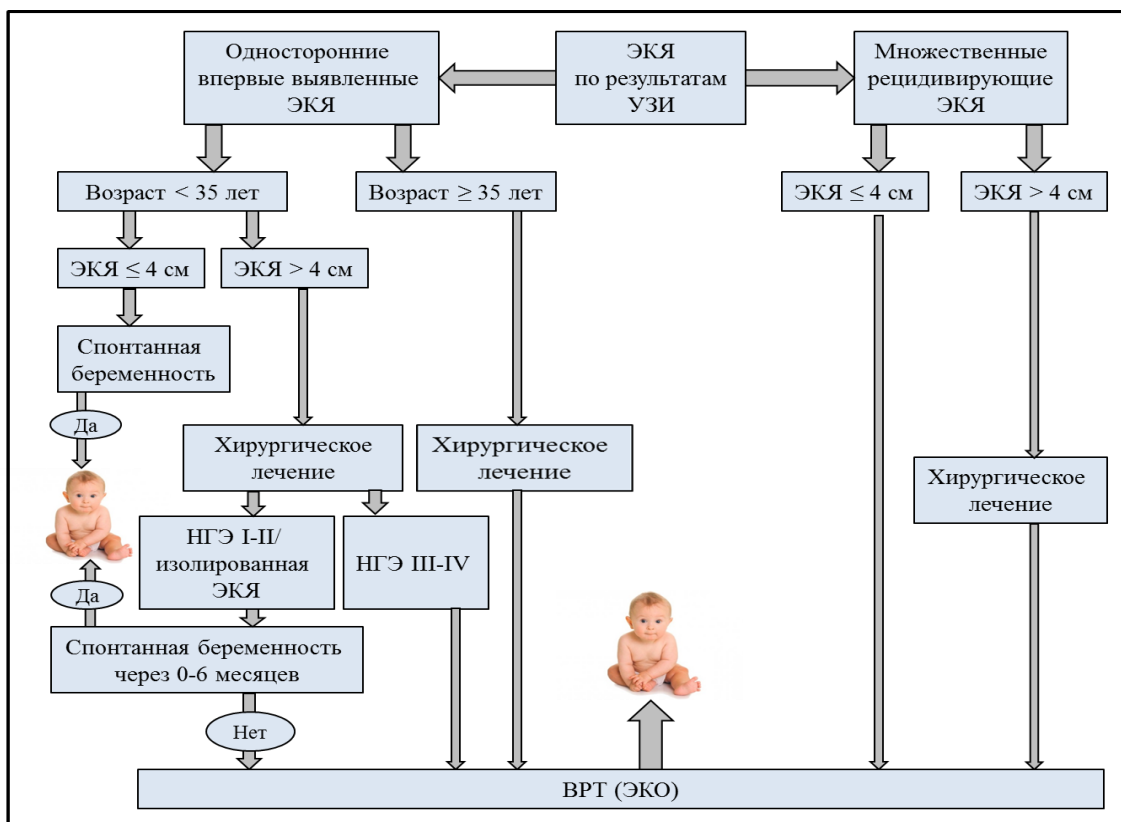 Односторонние
впервые выявленные
ЭКЯ
ЭКЯ
по результатам
УЗИ
Множественные
рецидивирующие
ЭКЯ
Возраст < 35 лет
Возраст ≥ 35 лет
ЭКЯ ≤ 4 см
ЭКЯ > 4 см
ЭКЯ ≤ 4 см
ЭКЯ > 4 см
Спонтанная
беременность
Да
Хирургическое
лечение
Хирургическое
лечение
Хирургическое
лечение
НГЭ I-II/
изолированная
ЭКЯ
НГЭ III-IV
Да
Спонтанная беременность
через 0-6 месяцев
Нет
ВРТ (ЭКО)